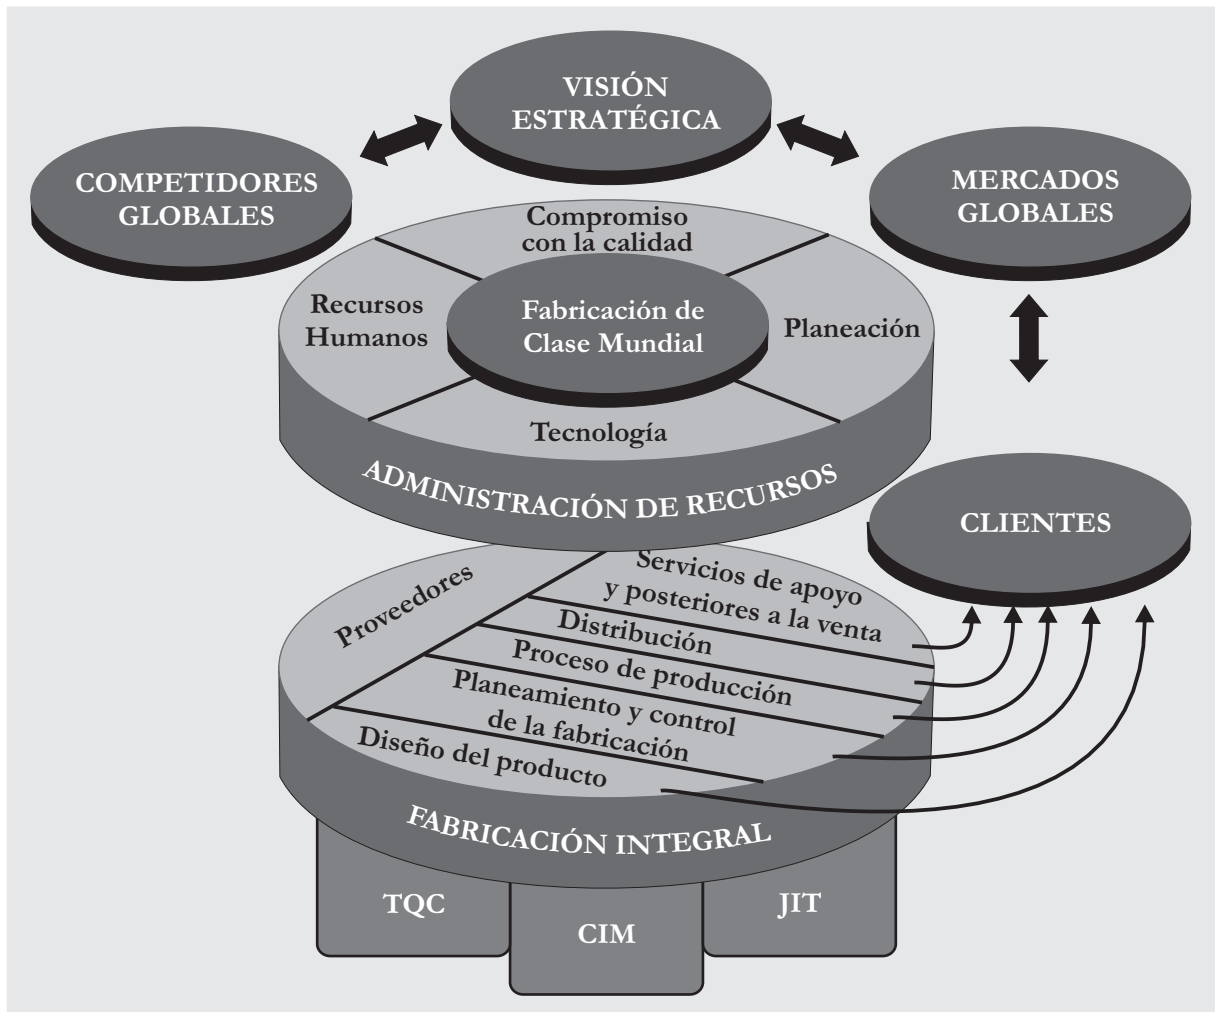 VISIÓN
ESTRATÉGICA
COMPETIDORES
GLOBALES
MERCADOS
GLOBALES
Compromiso
con la calidad
Recursos
Humanos
Fabricación de
Clase Mundial
Planeación
Tecnología
ADMINISTRACIÓN DE RECURSOS
CLIENTES
Proveedores
Servicios de apoyo
y posteriores a la venta
Distribución
Proceso de producción
Planeamiento y control
de la fabricación
Diseño del producto
FABRICACIÓN INTEGRAL
TQC
CIM
JIT